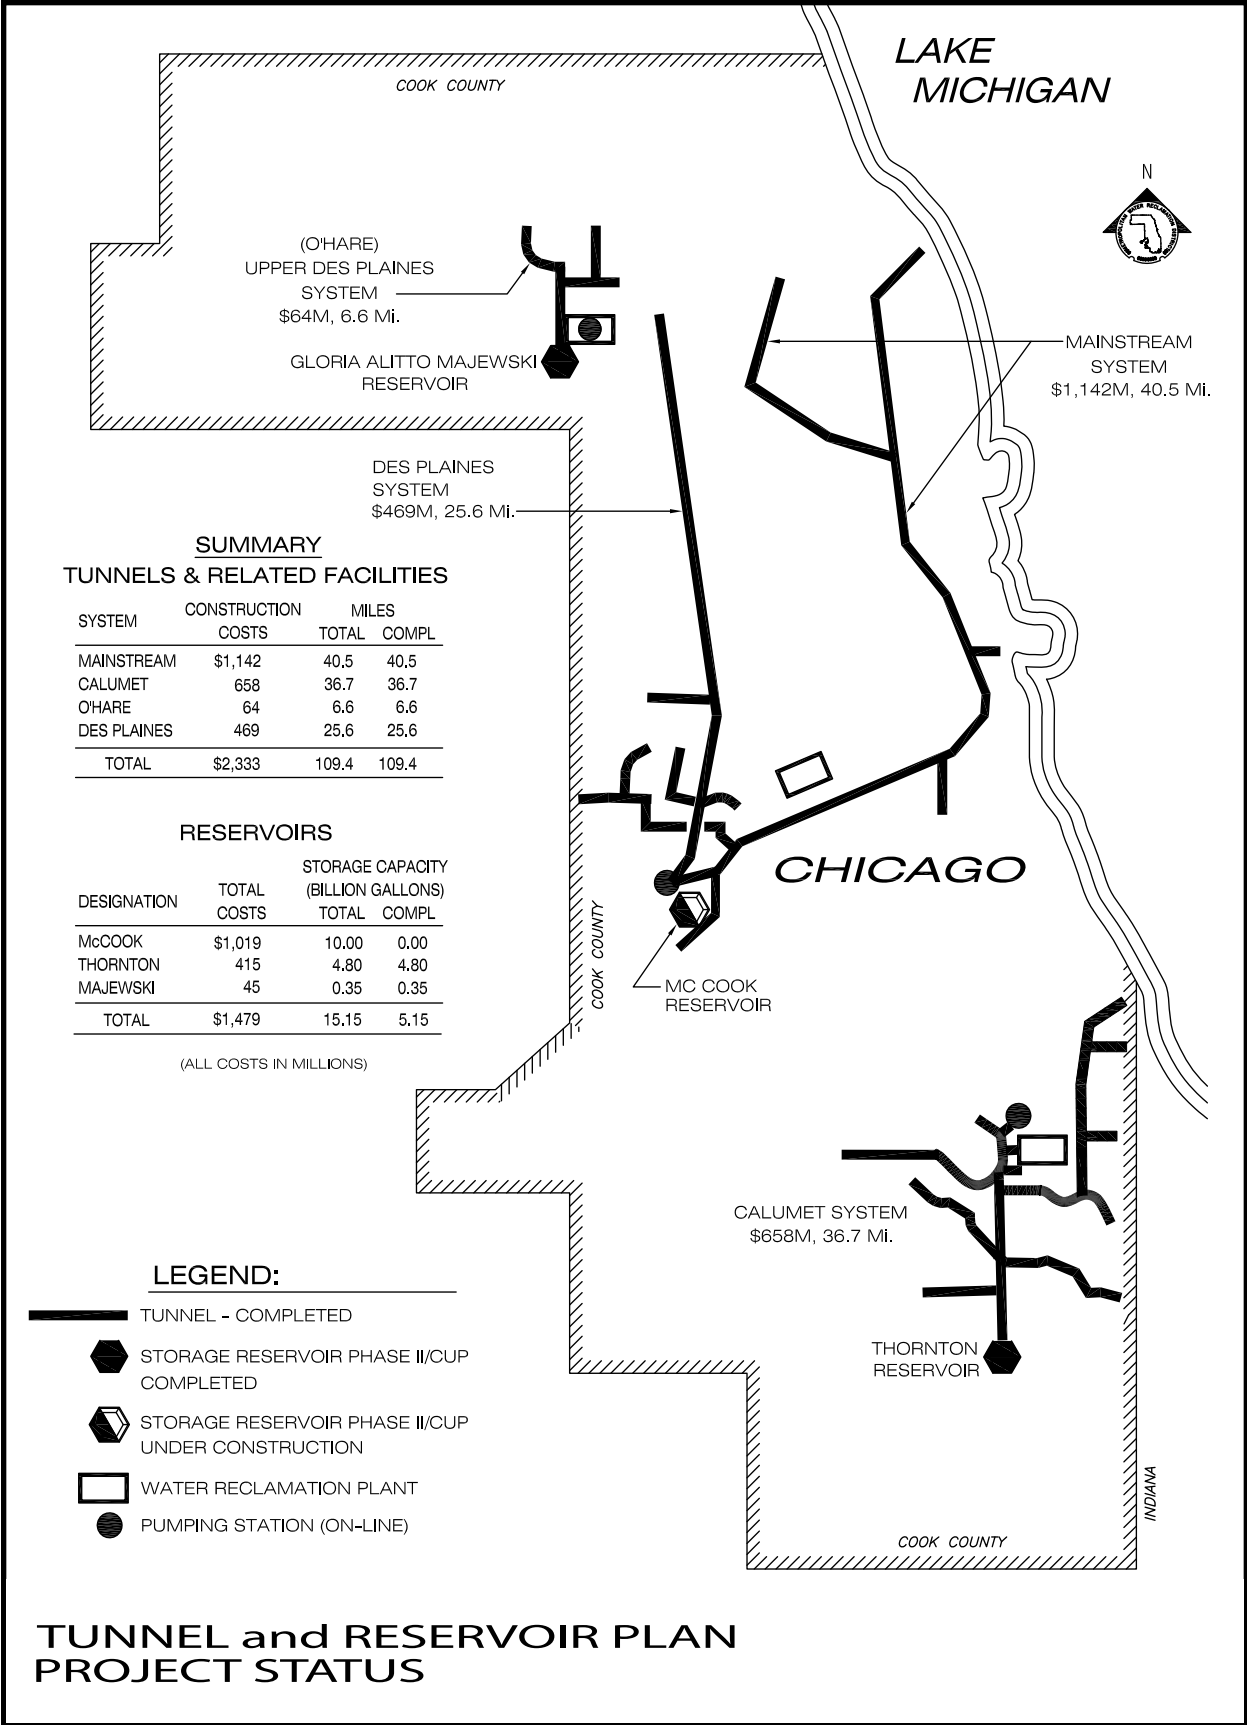 LAKE
MICHIGAN
COOK COUNTY
N
(O'HARE)
UPPER DES PLAINES
SYSTEM
$64M, 6.6 Mi.
GLORIA ALITTO MAJEWSKI
RESERVOIR
MAINSTREAM
SYSTEM
$1,142M, 40.5 Mi.
DES PLAINES
SYSTEM
$469M, 25.6 Mi.
SUMMARY
TUNNELS & RELATED FACILITIES
SYSTEM CONSTRUCTION COSTS MILES TOTAL COMPL
MAINSTREAM $1,142 40.5 40.5
CALUMET 658 36.7 36.7
O'HARE 64 6.6 6.6
DES PLAINES 469 25.6 25.6
TOTAL $2,333 109.4 109.4
RESERVOIRS
DESIGNATION TOTAL COSTS STORAGE CAPACITY (BILLION GALLONS) TOTAL COMPL
McCOOK $1,019 10.00 0.00
THORNTON 415 4.80 4.80
MAJEWSKI 45 0.35 0.35
TOTAL $1,479 15.15 5.15
(ALL COSTS IN MILLIONS)
CHICAGO
COOK COUNTY
MC COOK
RESERVOIR
CALUMET SYSTEM
$658M, 36.7 Mi.
THORNTON
RESERVOIR
LEGEND:
TUNNEL - COMPLETED
STORAGE RESERVOIR PHASE II/CUP
COMPLETED
STORAGE RESERVOIR PHASE II/CUP
UNDER CONSTRUCTION
WATER RECLAMATION PLANT
PUMPING STATION (ON-LINE)
INDIANA
COOK COUNTY
TUNNEL and RESERVOIR PLAN
PROJECT STATUS